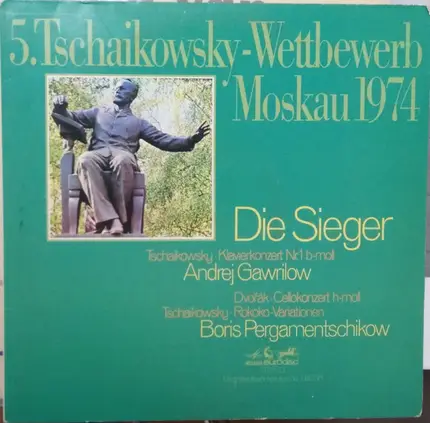 5. Tschaikowsky-Wettbewerb
Moskau 1974
Die Sieger
Tschaikowsky · Klavierkonzert Nr. 1 b-moll
Andrej Gawrilow
Dvořák · Cellokonzert h-moll
Tschaikowsky · Rokoko-Variationen
Boris Pergamentschikow
eurodisc